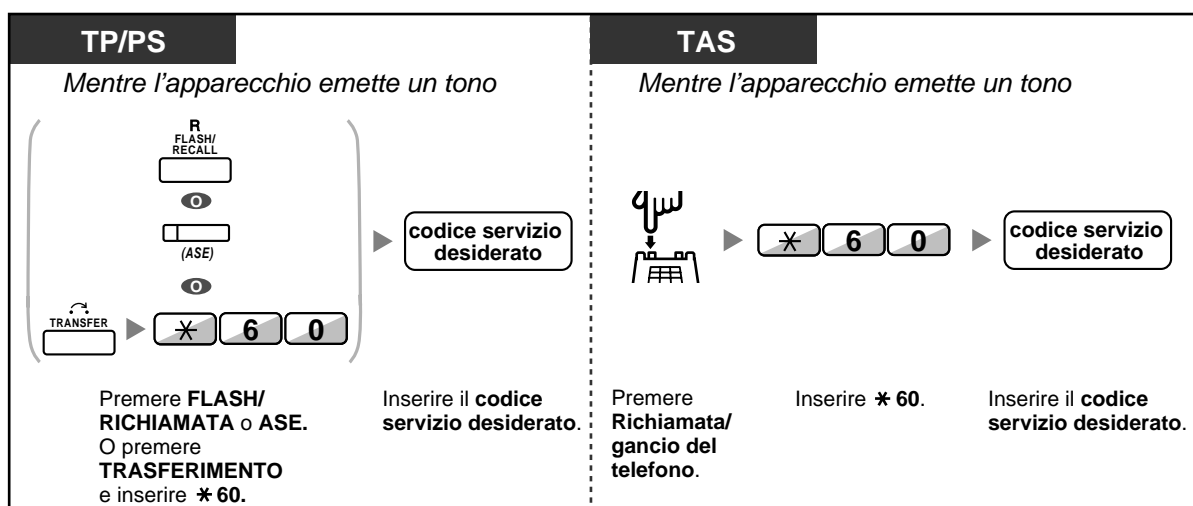 TP/PS
Mentre l'apparecchio emette un tono
R
FLASH/
RECALL
O
(ASE)
O
TRANSFER
* 6 0
codice servizio
desiderato
Premere FLASH/
RICHIAMATA o ASE.
O premere
TRASFERIMENTO
e inserire * 60.
Inserire il codice
servizio desiderato.
TAS
Mentre l'apparecchio emette un tono
* 6 0
codice servizio
desiderato
Premere
Richiamata/
gancio del
telefono.
Inserire * 60.
Inserire il codice
servizio desiderato.